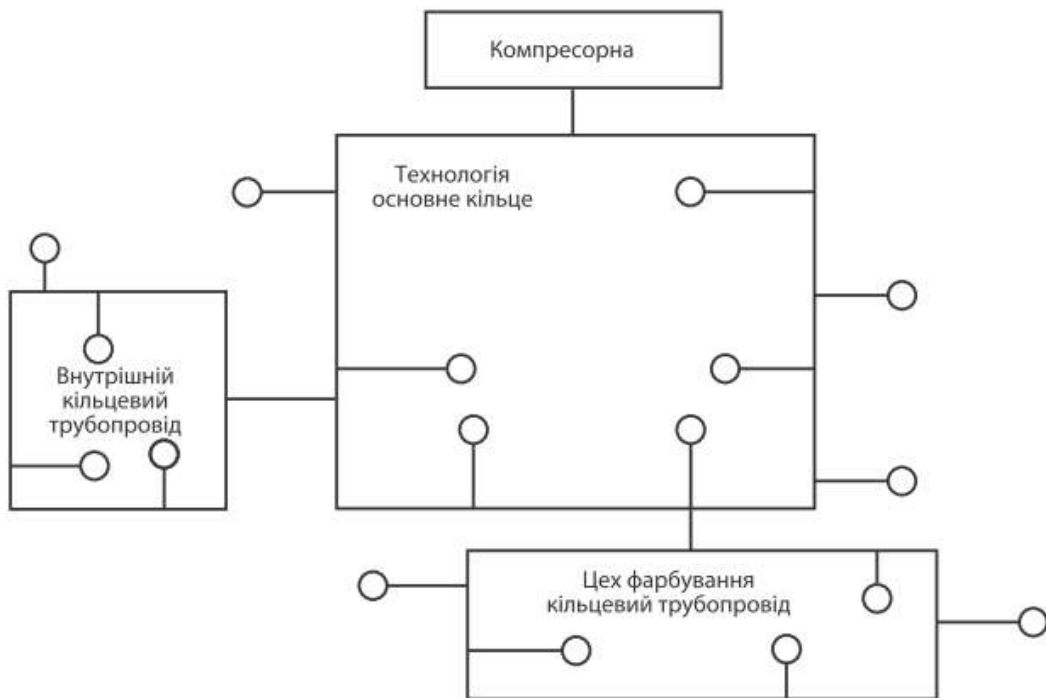 Компресорна
Технологія
основне кільце
Внутрішній
кільцевий
трубопровід
Цех фарбування
кільцевий трубопровід